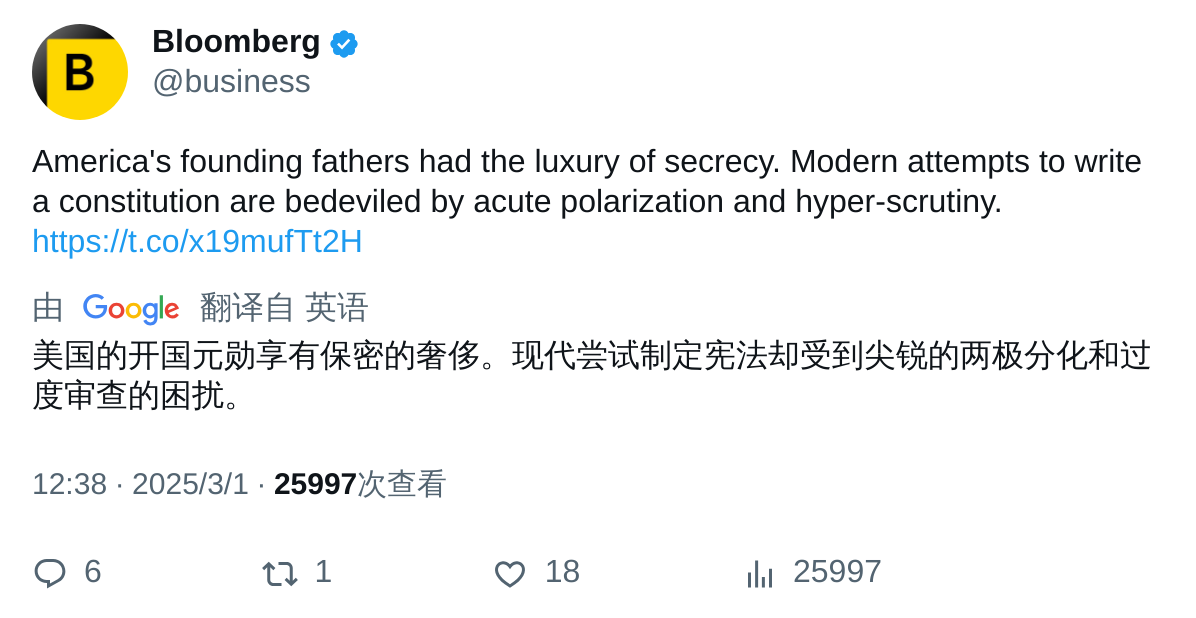 B
Bloomberg
@business
America's founding fathers had the luxury of secrecy. Modern attempts to write
a constitution are bedeviled by acute polarization and hyper-scrutiny.
https://t.co/x19mufTt2H
由 Google 翻译自 英语
美国的开国元勋享有保密的奢侈。现代尝试制定宪法却受到尖锐的两极分化和过
度审查的困扰。
12:38 · 2025/3/1 · 25997次查看
6 1 18 25997